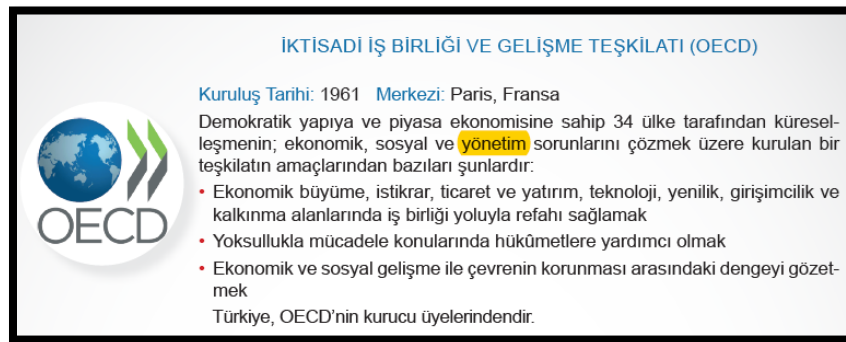 İKTİSADİ İŞ BİRLİĞİ VE GELİŞME TEŞKİLATI (OECD)
Kuruluş Tarihi: 1961 Merkezi: Paris, Fransa
Demokratik yapıya ve piyasa ekonomisine sahip 34 ülke tarafından küresel-
leşmenin; ekonomik, sosyal ve yönetim sorunlarını çözmek üzere kurulan bir
teşkilatın amaçlarından bazıları şunlardır:
• Ekonomik büyüme, istikrar, ticaret ve yatırım, teknoloji, yenilik, girişimcilik ve
kalkınma alanlarında iş birliği yoluyla refahı sağlamak
• Yoksullukla mücadele konularında hükûmetlere yardımcı olmak
• Ekonomik ve sosyal gelişme ile çevrenin korunması arasındaki dengeyi gözet-
mek
Türkiye, OECD’nin kurucu üyelerindendir.
OECD